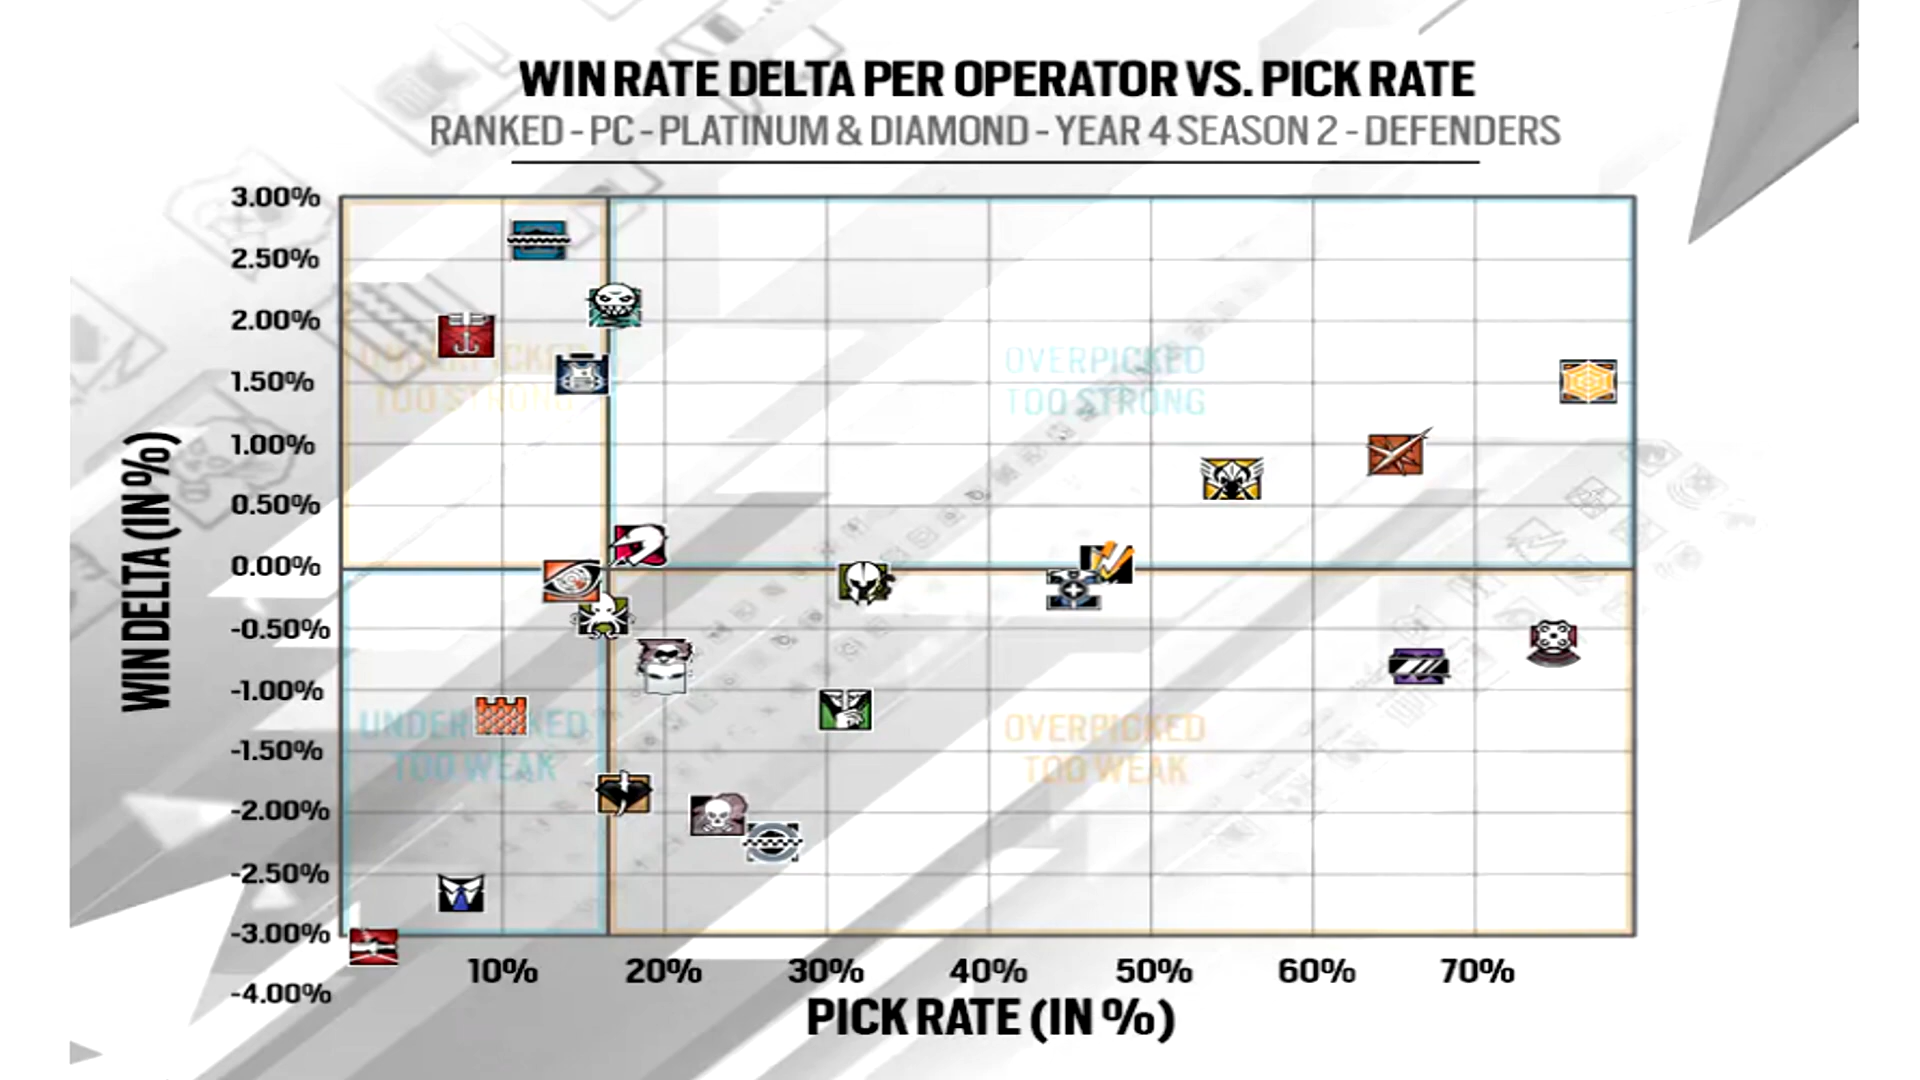 WIN RATE DELTA PER OPERATOR VS. PICK RATE
RANKED - PC - PLATINUM & DIAMOND - YEAR 4 SEASON 2 - DEFENDERS
3.00%
2.50%
2.00%
1.50%
1.00%
0.50%
0.00%
-0.50%
-1.00%
-1.50%
-2.00%
-2.50%
-3.00%
-4.00%
WIN DELTA (IN %)
TOO STRONG
OVERPICKED
TOO STRONG
TOO WEAK
OVERPICKED
TOO WEAK
10% 20% 30% 40% 50% 60% 70%
PICK RATE (IN %)